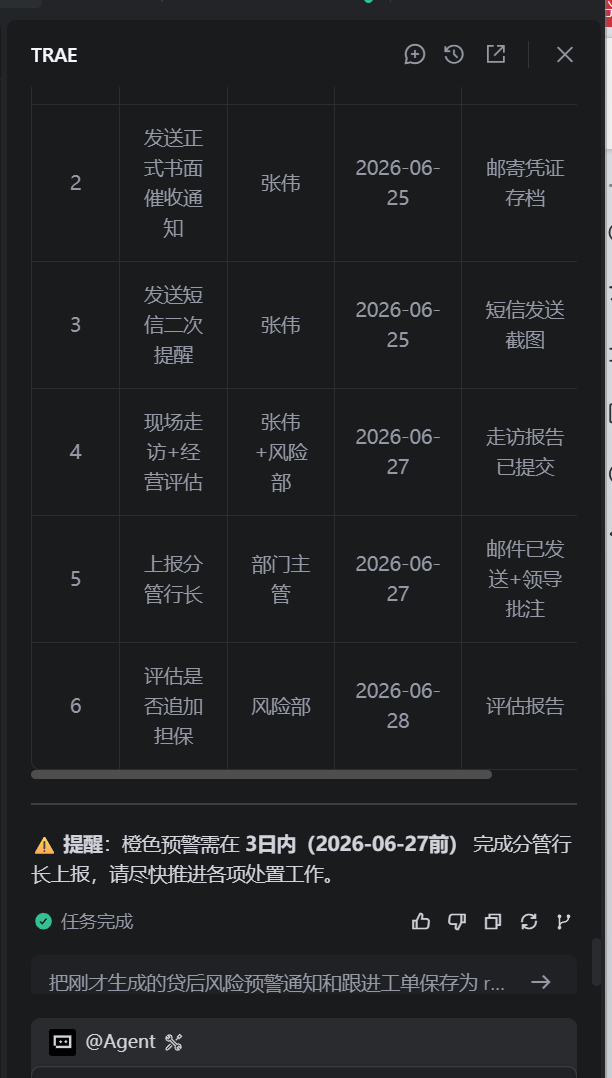 TRAE
2
发送正
式书面
催收通
知
张伟
2026-06-
25
邮寄凭证
存档
3
发送短
信二次
提醒
张伟
2026-06-
25
短信发送
截图
4
现场走
访+经
营评估
张伟
+风险
部
2026-06-
27
走访报告
已提交
5
上报分
管行长
部门主
管
2026-06-
27
邮件已发
送+领导
批注
6
评估是
否追加
担保
风险部
2026-06-
28
评估报告
提醒：橙色预警需在 3日内（2026-06-27前） 完成分管行
长上报，请尽快推进各项处置工作。
任务完成
把刚才生成的贷后风险预警通知和跟进工单保存为 r...
@Agent